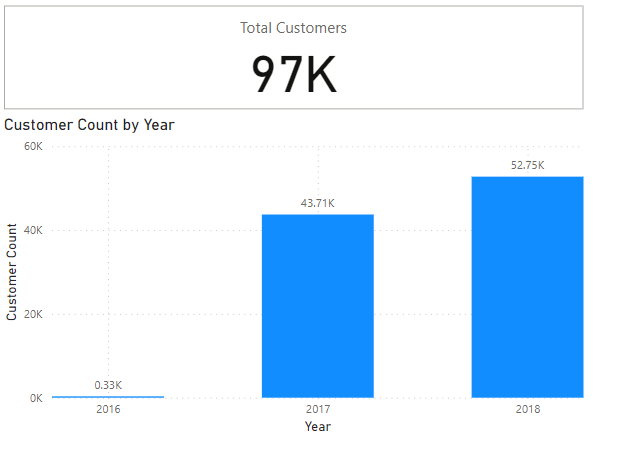 Total Customers
97K
Customer Count by Year
60K
52.75K
43.71K
40K
20K
0.33K
0K
2016 2017 2018
Year
Customer Count